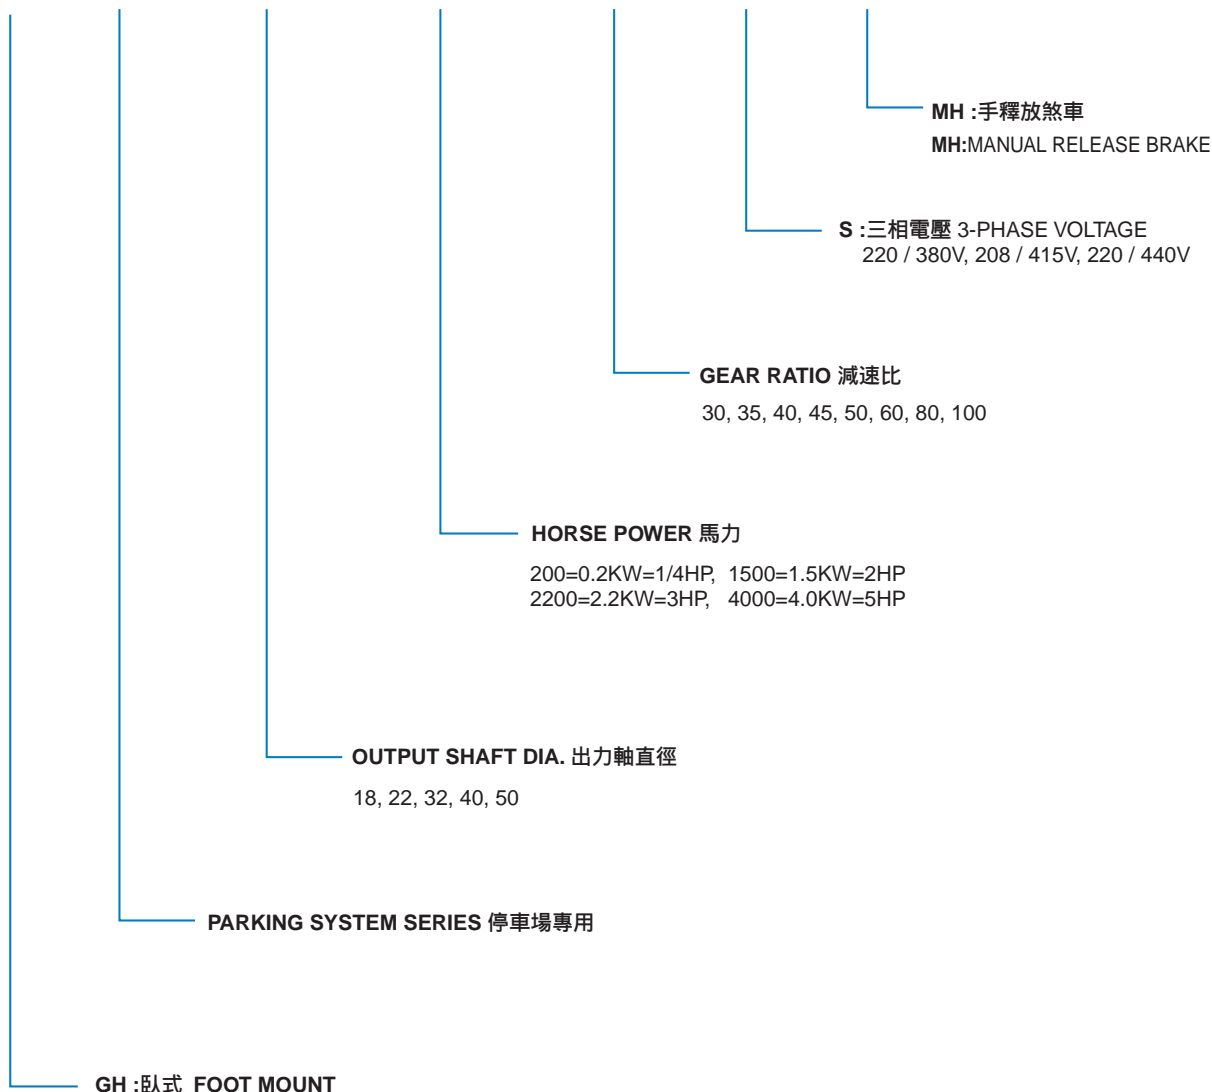 MH :手釋放煞車
MH:MANUAL RELEASE BRAKE
S :三相電壓 3-PHASE VOLTAGE
220 / 380V, 208 / 415V, 220 / 440V
GEAR RATIO 減速比
30, 35, 40, 45, 50, 60, 80, 100
HORSE POWER 馬力
200=0.2KW=1/4HP, 1500=1.5KW=2HP
2200=2.2KW=3HP, 4000=4.0KW=5HP
OUTPUT SHAFT DIA. 出力軸直徑
18, 22, 32, 40, 50
PARKING SYSTEM SERIES 停車場專用
GH :臥式 FOOT MOUNT